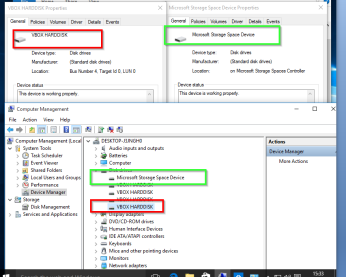 VBOX HARDDISK Properties
General Policies Volumes Driver Details Events
VBOX HARDDISK
Device type: Disk drives
Manufacturer: (Standard disk drives)
Location: Bus Number 4, Target Id 0, LUN 0
Device status
This device is working properly.
Microsoft Storage Space Device Properties
General Policies Volumes Driver Details Events
Microsoft Storage Space Device
Device type: Disk drives
Manufacturer: (Standard disk drives)
Location: on Microsoft Storage Spaces Controller
Device status
This device is working properly.
Computer Management
File Action View Help
Computer Management (Local
System Tools
Task Scheduler
Event Viewer
Shared Folders
Local Users and Groups
Performance
Device Manager
Storage
Disk Management
Services and Applications
Audio inputs and outputs
Batteries
Computer
Disk drives
Microsoft Storage Space Device
VBOX HARDDISK
VBOX HARDDISK
VBOX HARDDISK
VBOX HARDDISK
Display adapters
DVD/CD-ROM drives
Human Interface Devices
IDE ATA/ATAPI controllers
Keyboards
Mice and other pointing devices
Monitors
Network adapters
Actions
Device Manager
More Actions
15:33